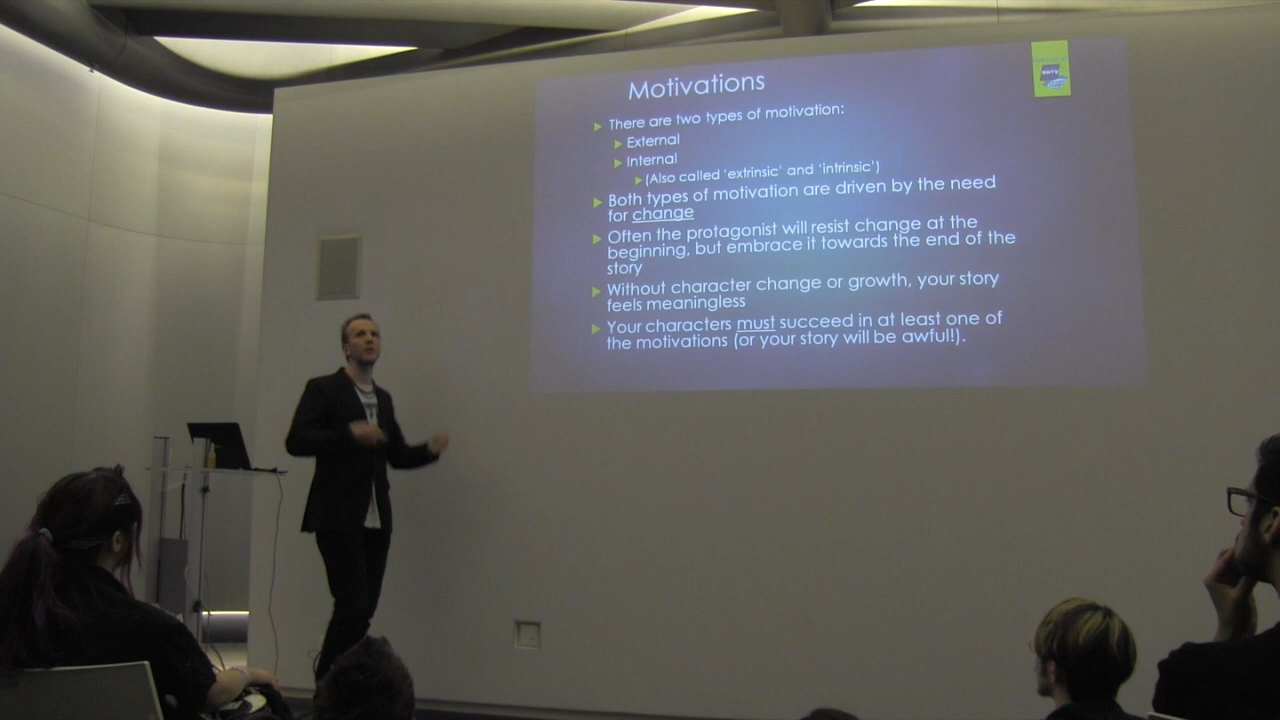 Motivations
There are two types of motivation:
External
Internal
(Also called ‘extrinsic’ and ‘intrinsic’)
Both types of motivation are driven by the need
for change
Often the protagonist will resist change at the
beginning, but embrace it towards the end of the
story
Without character change or growth, your story
feels meaningless
Your characters must succeed in at least one of
the motivations (or your story will be awful!).